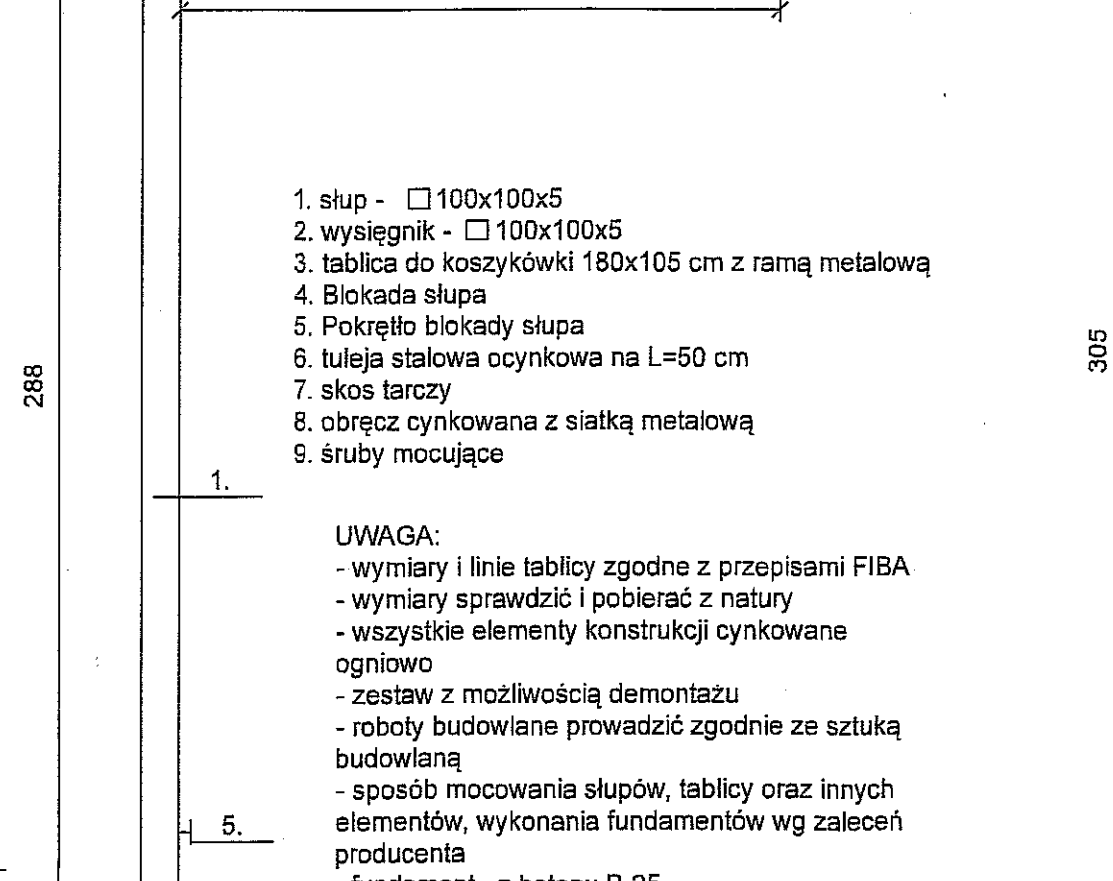 1. słup - □ 100x100x5
2. wysięgnik - □ 100x100x5
3. tablica do koszykówki 180x105 cm z ramą metalową
4. Blokada słupa
5. Pokrętło blokady słupa
6. tuleja stalowa ocynkowa na L=50 cm
7. skos tarczy
8. obręcz cynkowana z siatką metalową
9. śruby mocujące
288
305
1.
UWAGA:
- wymiary i linie tablicy zgodne z przepisami FIBA
- wymiary sprawdzić i pobierać z natury
- wszystkie elementy konstrukcji cynkowane
ogniowo
- zestaw z możliwością demontażu
- roboty budowlane prowadzić zgodnie ze sztuką
budowlaną
- sposób mocowania słupów, tablicy oraz innych
5.
elementów, wykonania fundamentów wg zaleceń
producenta